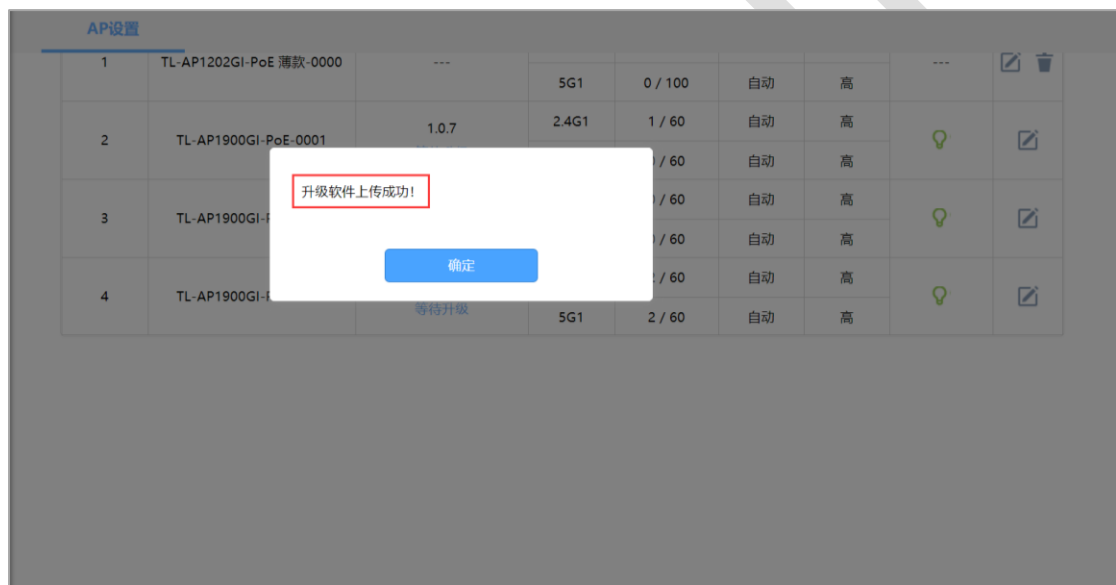 AP设置
1 TL-AP1202GI-PoE 薄款-0000 --- ---
5G1 0 / 100 自动 高
2 TL-AP1900GI-PoE-0001 1.0.7 2.4G1 1 / 60 自动 高
/ 60 自动 高
升级软件上传成功!
3 TL-AP1900GI- / 60 自动 高
/ 60 自动 高
确定
4 TL-AP1900GI- / 60 自动 高
等待升级 5G1 2 / 60 自动 高